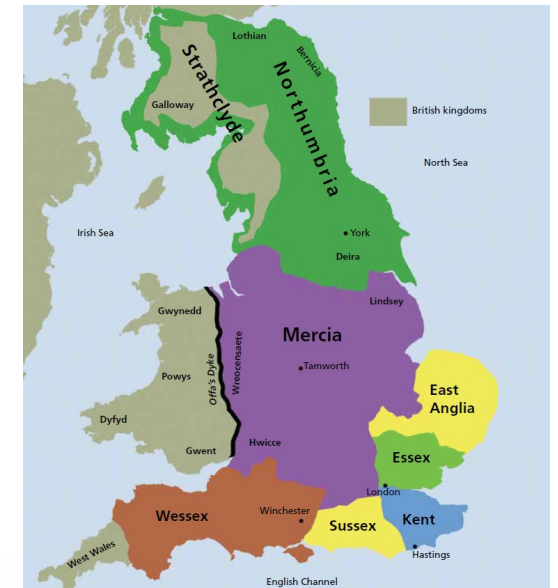 Lothian
Bernicia
Strathclyde
Northumbria
Galloway
British kingdoms
North Sea
Irish Sea
York
Deira
Lindsey
Gwynedd
Offa's Dyke
Wreocensaete
Mercia
Tamworth
Powys
East
Anglia
Dyfyd
Gwent
Hwicce
Essex
London
Wessex
Winchester
Sussex
Kent
West Wales
Hastings
English Channel